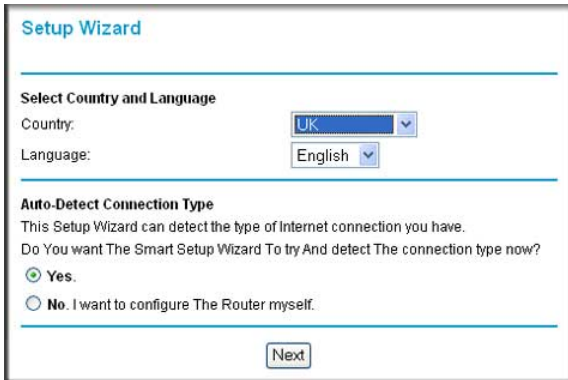 Setup Wizard
Select Country and Language
Country:
UK
Language:
English
Auto-Detect Connection Type
This Setup Wizard can detect the type of Internet connection you have.
Do You want The Smart Setup Wizard To try And detect The connection type now?
Yes.
No. I want to configure The Router myself.
Next